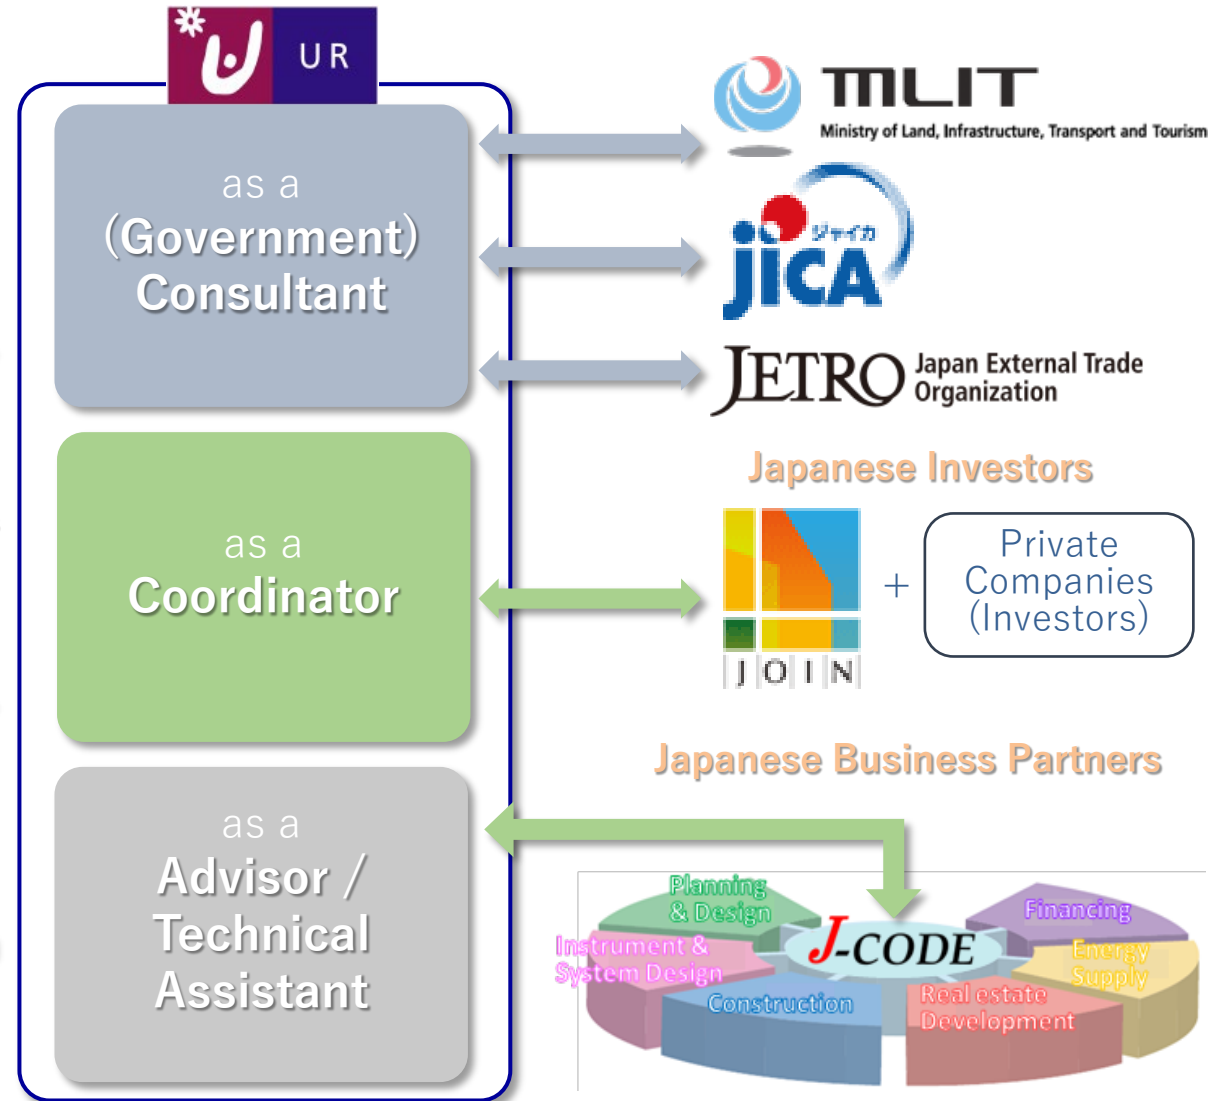 UR
as a
(Government)
Consultant
MLIT
Ministry of Land, Infrastructure, Transport and Tourism
ジャイカ
jICA
JETRO Japan External Trade
Organization
as a
Coordinator
Japanese Investors
JOIN
+
Private
Companies
(Investors)
as a
Advisor /
Technical
Assistant
Japanese Business Partners
Planning
& Design
Financing
J-CODE
Instrument &
System Design
Energy
Supply
Construction
Real estate
Development